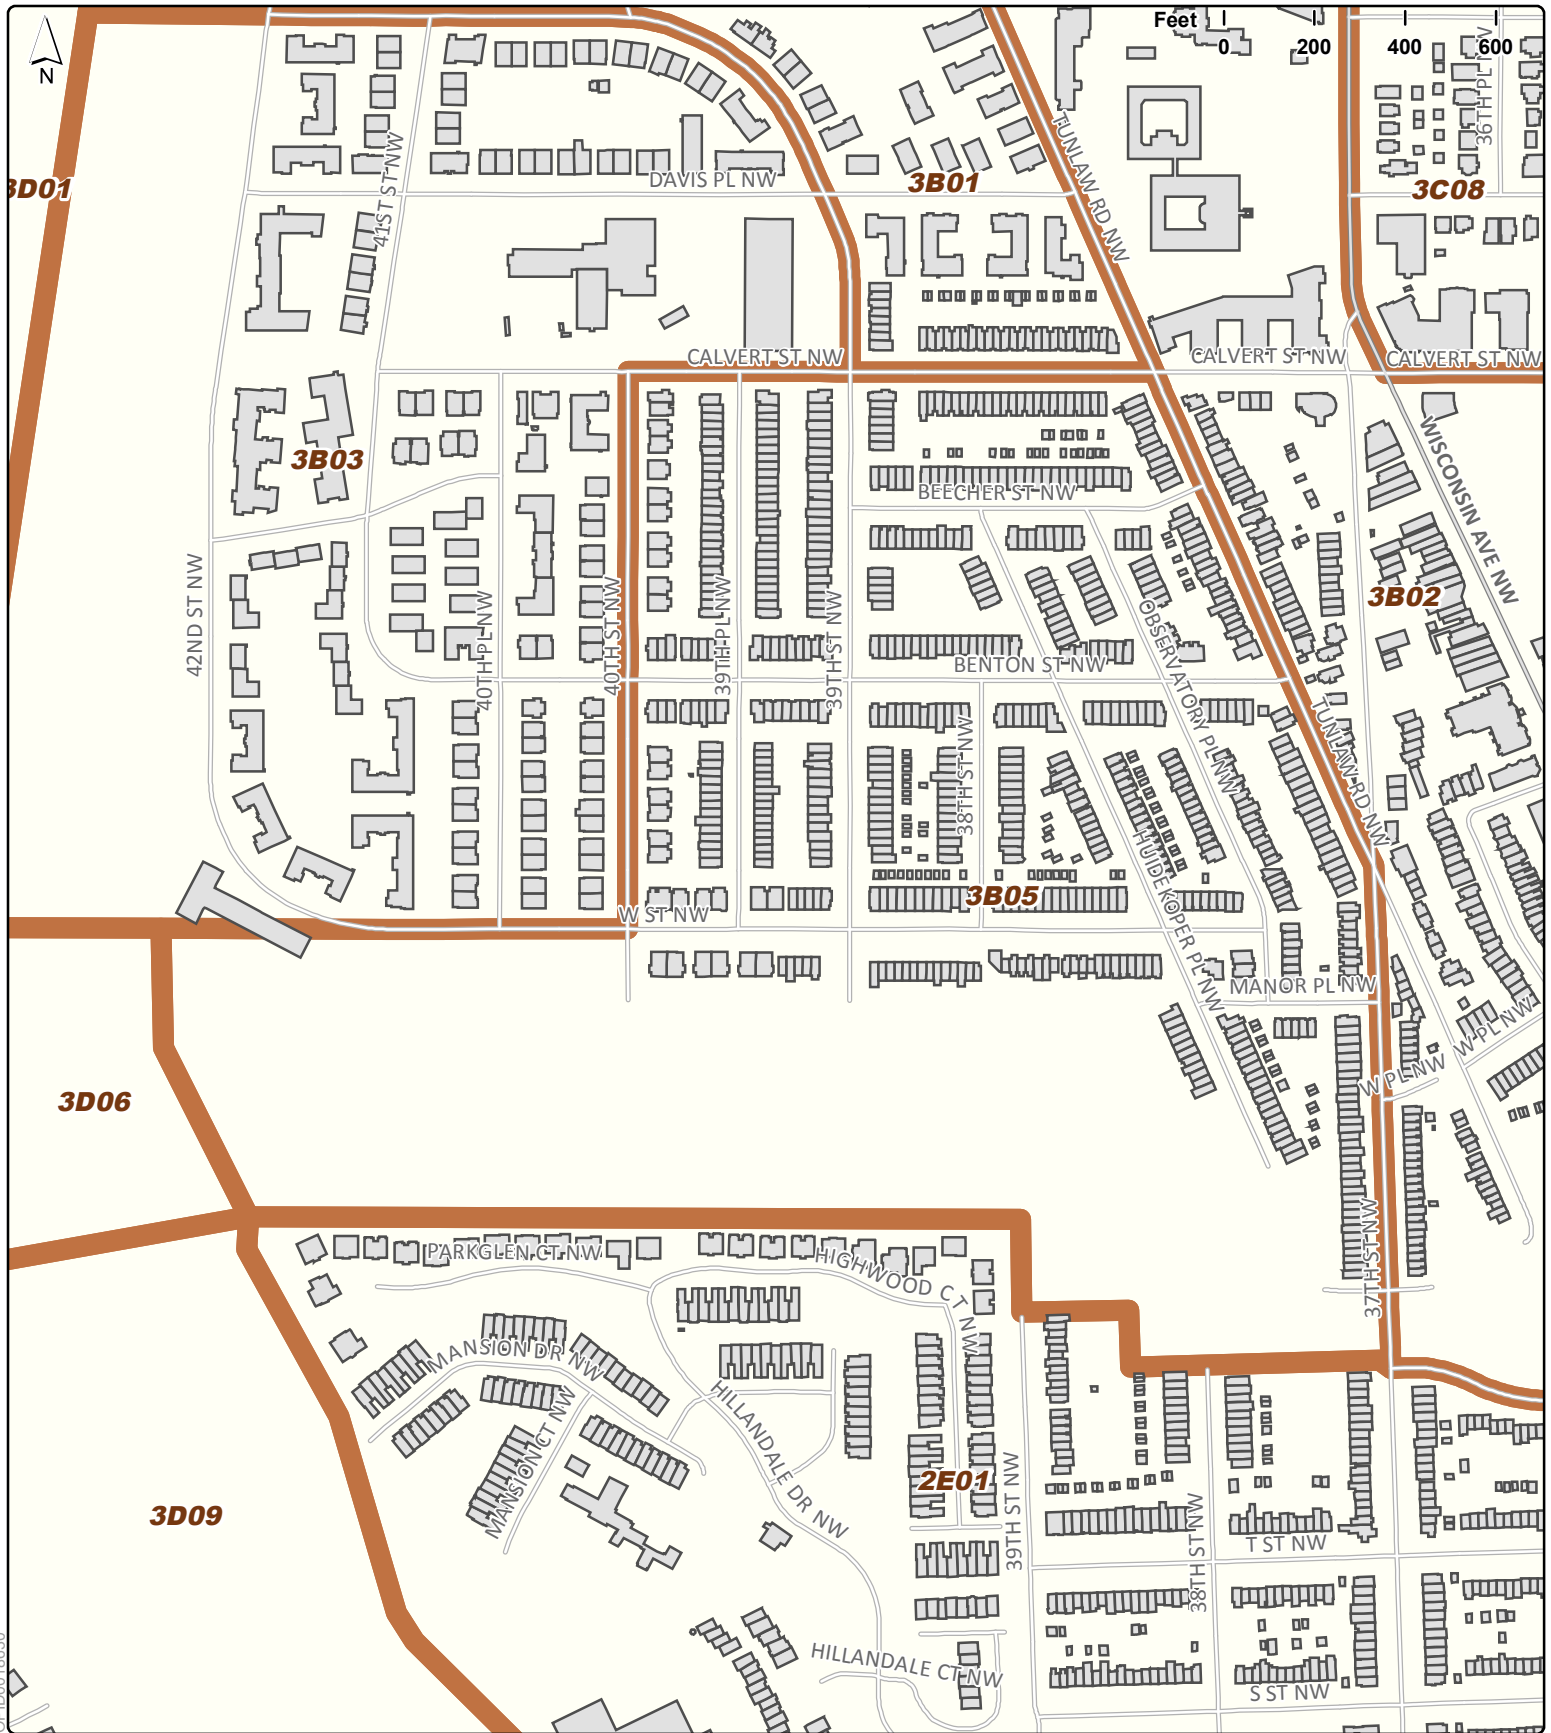 N
Feet
0 200 400 600
36TH PL NW
3D01
41ST ST NW
DAVIS PL NW
3B01
TUNLAW RD NW
3C08
CALVERT ST NW
CALVERT ST NW
CALVERT ST NW
3B03
BEECHER ST NW
WISCONSIN AVE NW
42ND ST NW
40TH PL NW
40TH ST NW
39TH PL NW
39TH ST NW
OBSERVATORY PL NW
3B02
BENTON ST NW
TUNLAW RD NW
38TH ST NW
HUIDEKOPER PL NW
3B05
W ST NW
MANOR PL NW
W PL NW
W PL NW
3D06
37TH ST NW
PARKGLEN CT NW
HIGHWOOD CT NW
MANSION DR NW
MANSION CT NW
HILLANDALE DR NW
2E01
39TH ST NW
38TH ST NW
3D09
T ST NW
HILLANDALE CT NW
S ST NW